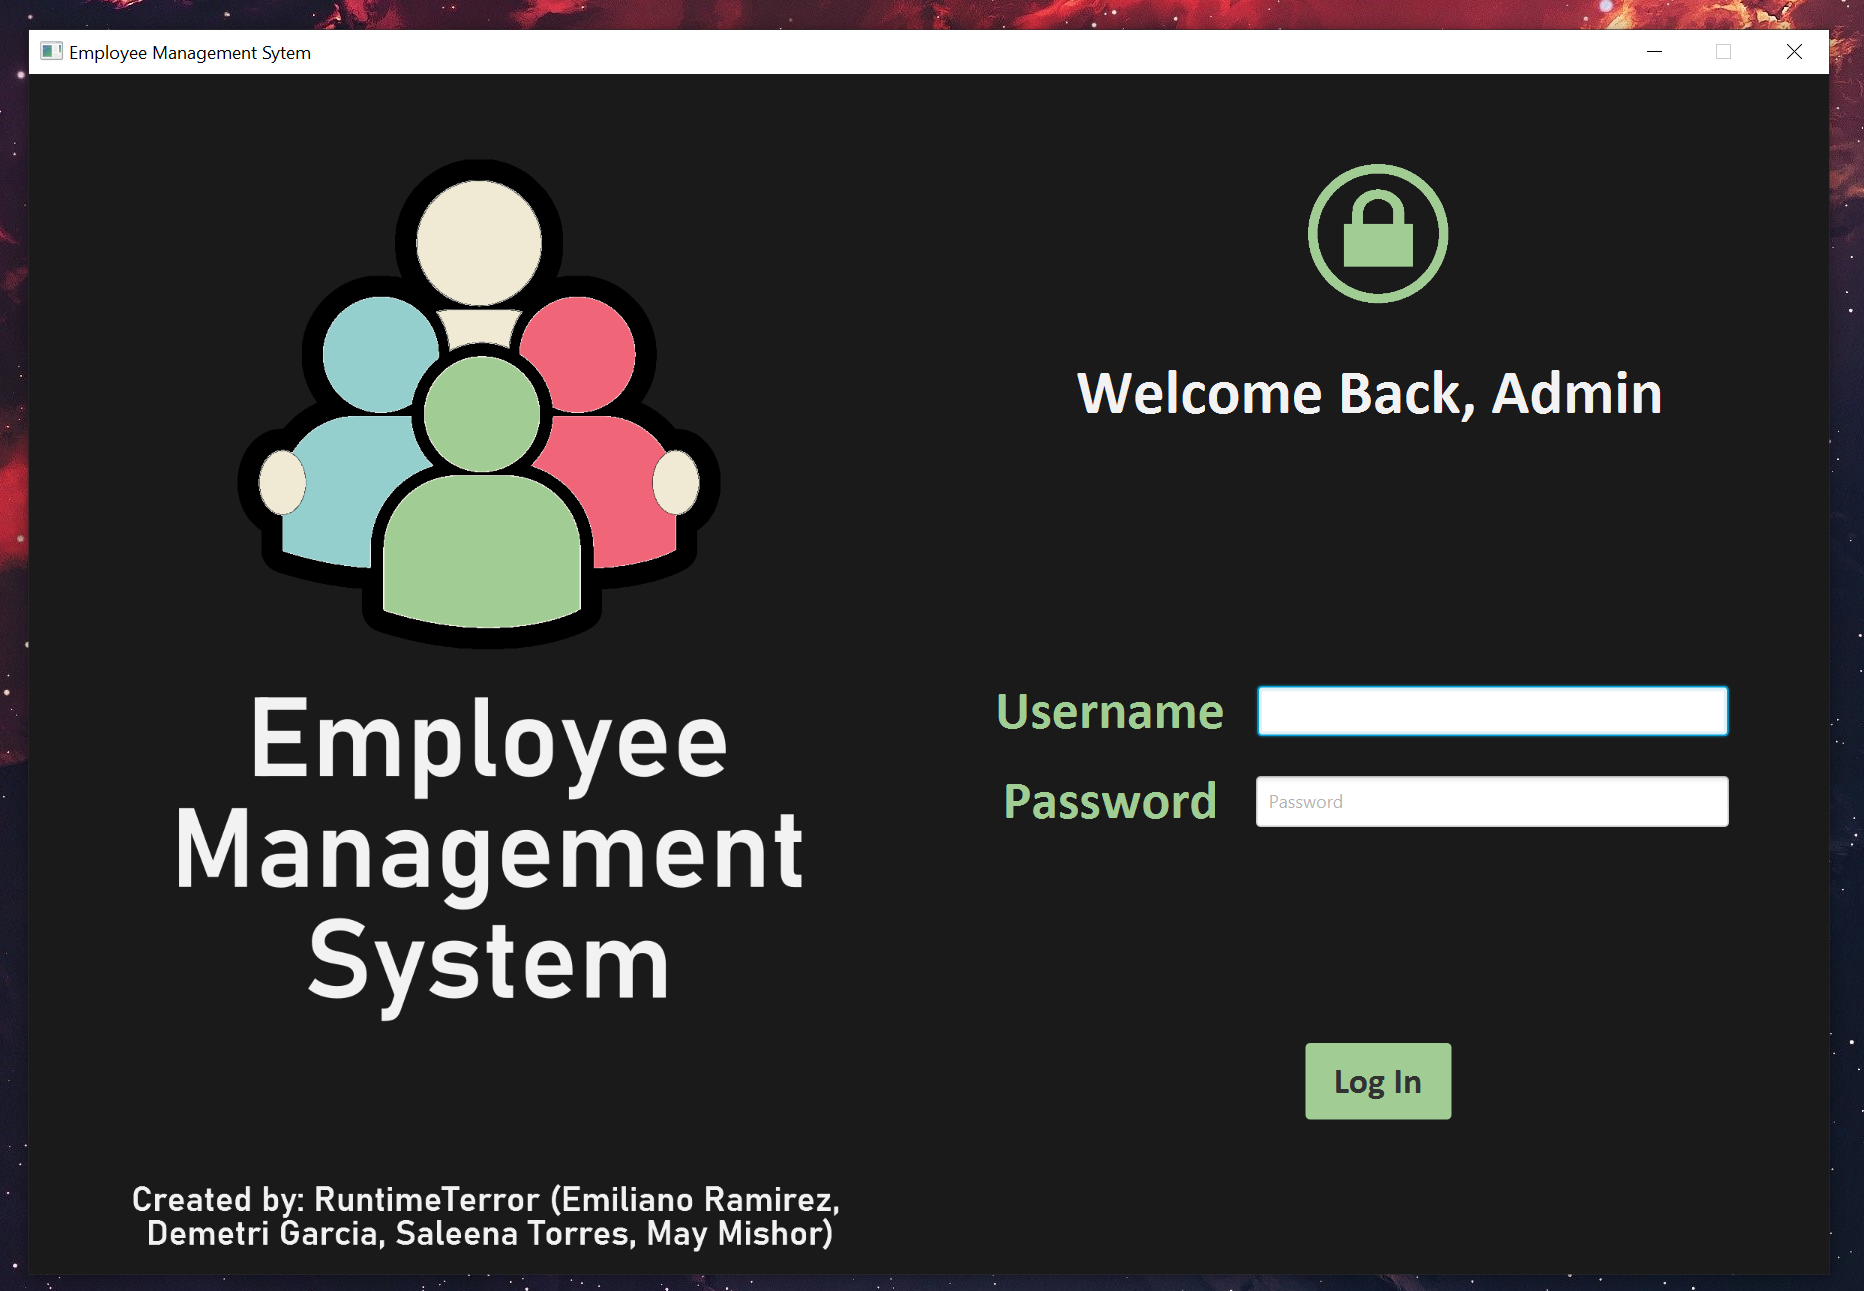 Employee Management Sytem
Employee
Management
System
Created by: RuntimeTerror (Emiliano Ramirez,
Demetri Garcia, Saleena Torres, May Mishor)
Welcome Back, Admin
Username
Password
Password
Log In